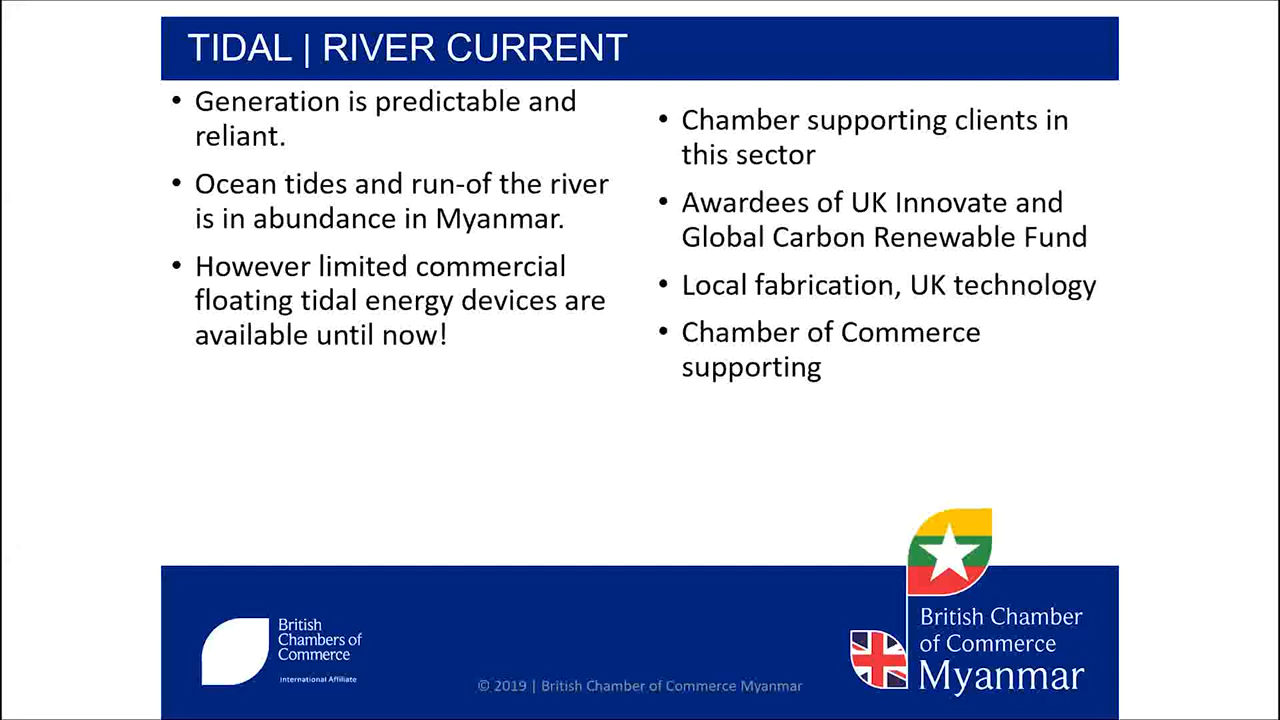 TIDAL | RIVER CURRENT
• Generation is predictable and
reliant.
• Ocean tides and run-of the river
is in abundance in Myanmar.
• However limited commercial
floating tidal energy devices are
available until now!
• Chamber supporting clients in
this sector
• Awardees of UK Innovate and
Global Carbon Renewable Fund
• Local fabrication, UK technology
• Chamber of Commerce
supporting
British
Chambers of
Commerce
International Affiliate
© 2019 | British Chamber of Commerce Myanmar
British Chamber
of Commerce
Myanmar